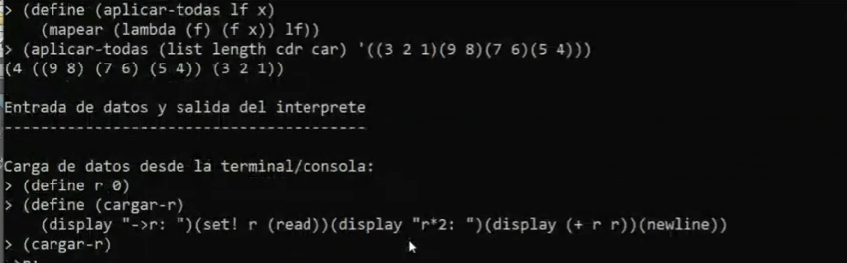 > (define (aplicar-todas lf x)
(mapear (lambda (f) (f x)) lf))
> (aplicar-todas (list length cdr car) '((3 2 1)(9 8)(7 6)(5 4)))
(4 ((9 8) (7 6) (5 4)) (3 2 1))
Entrada de datos y salida del interprete
----------------------------------------
Carga de datos desde la terminal/consola:
> (define r 0)
> (define (cargar-r)
(display "->r: ")(set! r (read))(display "r*2: ")(display (+ r r))(newline))
> (cargar-r)
->r: